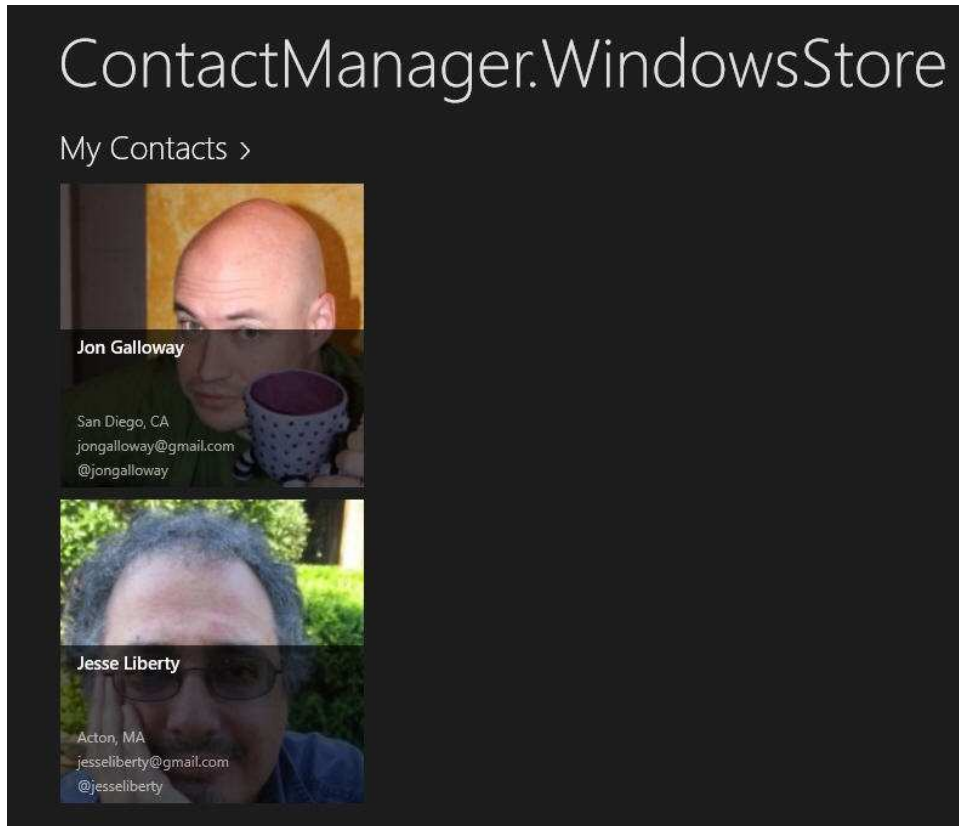 ContactManager.WindowsStore
My Contacts >
Jon Galloway
San Diego, CA
jongalloway@gmail.com
@jongalloway
Jesse Liberty
Acton, MA
jesseliberty@gmail.com
@jesseliberty